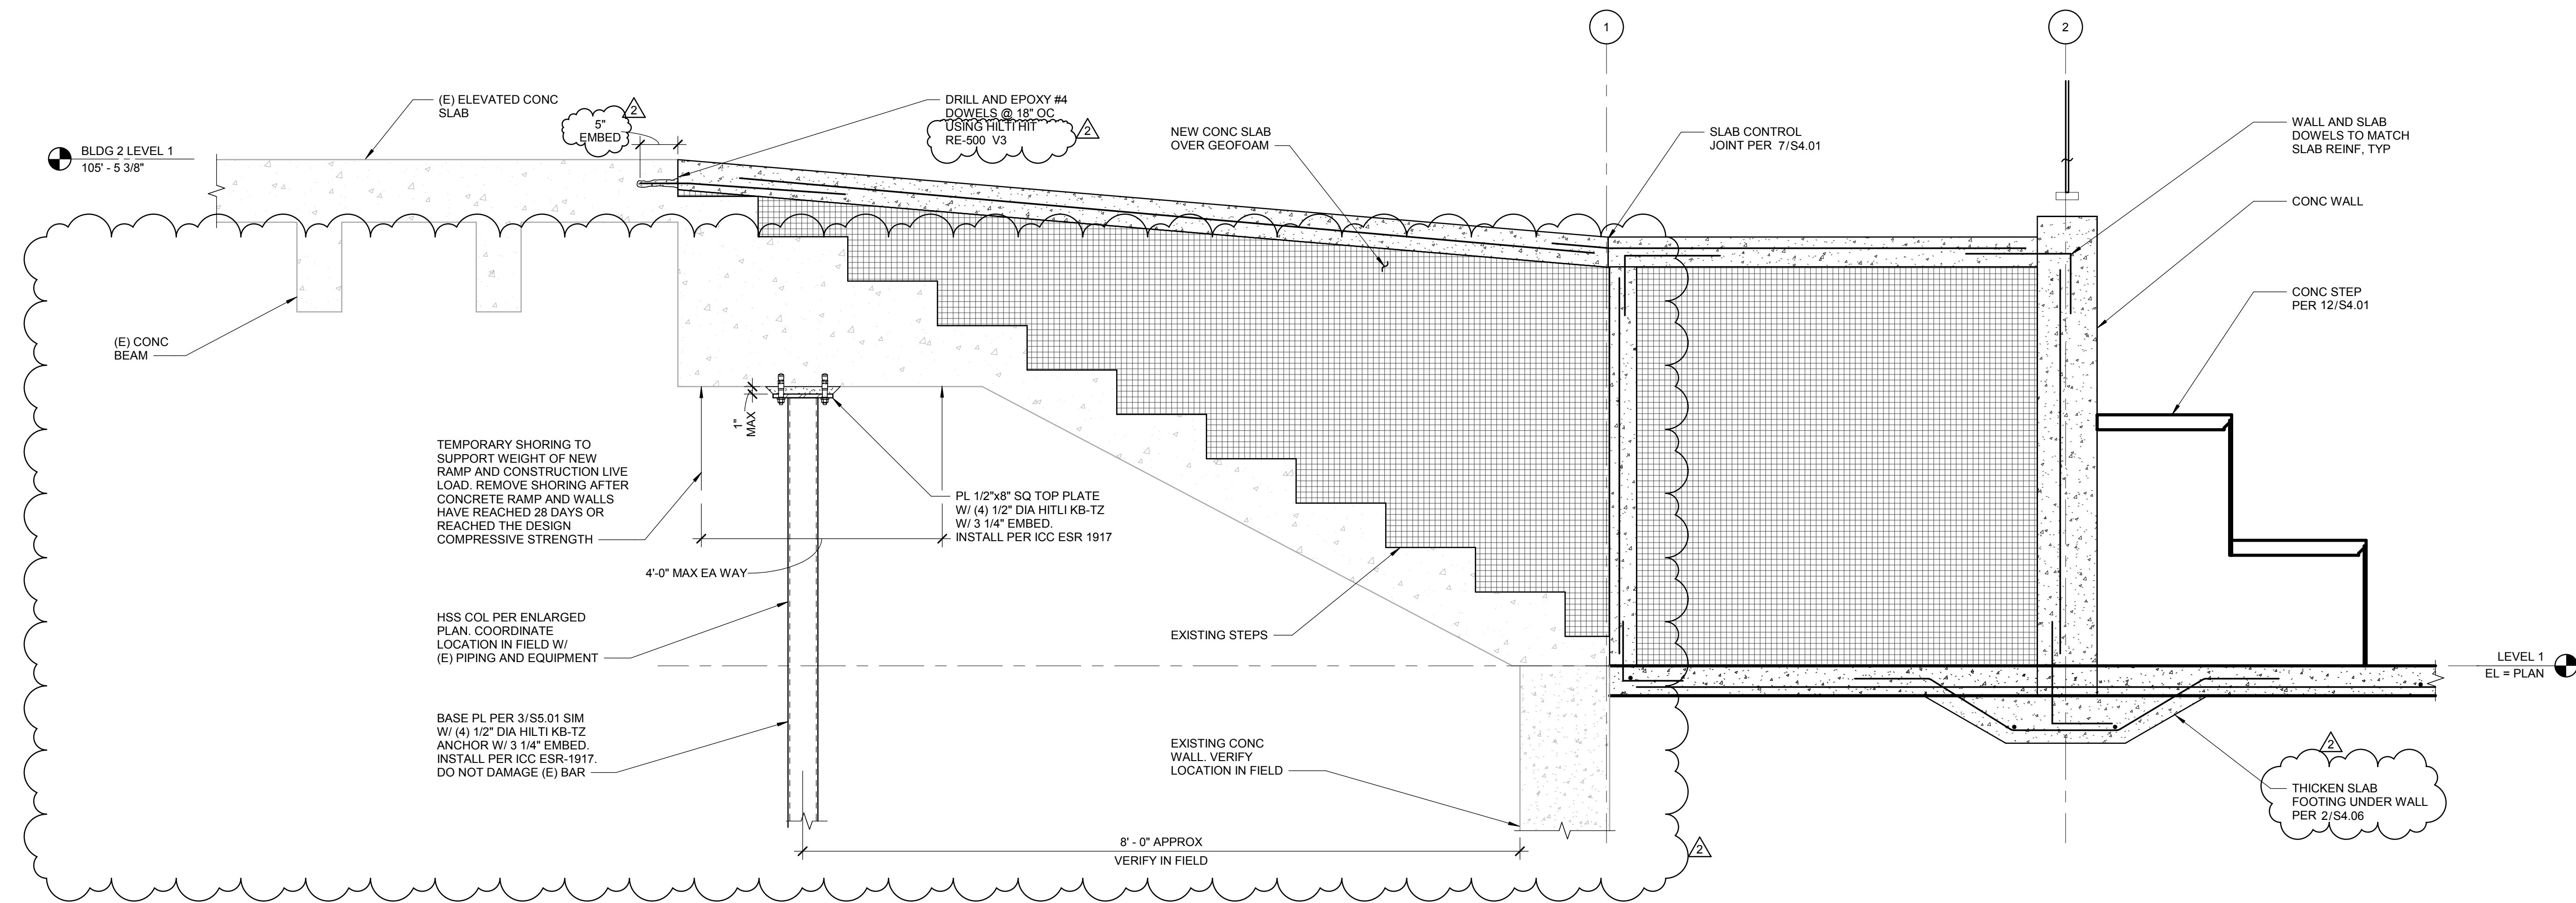 1
2
(E) ELEVATED CONC
SLAB
2
5"
EMBED
DRILL AND EPOXY #4
DOWELS @ 18" OC
USING HILTI HIT
RE-500 V3
2
NEW CONC SLAB
OVER GEOFOAM
SLAB CONTROL
JOINT PER 7/S4.01
WALL AND SLAB
DOWELS TO MATCH
SLAB REINF, TYP
BLDG 2 LEVEL 1
105' - 5 3/8"
CONC WALL
CONC STEP
PER 12/S4.01
(E) CONC
BEAM
1"
MAX
TEMPORARY SHORING TO
SUPPORT WEIGHT OF NEW
RAMP AND CONSTRUCTION LIVE
LOAD. REMOVE SHORING AFTER
CONCRETE RAMP AND WALLS
HAVE REACHED 28 DAYS OR
REACHED THE DESIGN
COMPRESSIVE STRENGTH
PL 1/2"x8" SQ TOP PLATE
W/ (4) 1/2" DIA HITLI KB-TZ
W/ 3 1/4" EMBED.
INSTALL PER ICC ESR 1917
4'-0" MAX EA WAY
HSS COL PER ENLARGED
PLAN. COORDINATE
LOCATION IN FIELD W/
(E) PIPING AND EQUIPMENT
EXISTING STEPS
LEVEL 1
EL = PLAN
BASE PL PER 3/S5.01 SIM
W/ (4) 1/2" DIA HILTI KB-TZ
ANCHOR W/ 3 1/4" EMBED.
INSTALL PER ICC ESR-1917.
DO NOT DAMAGE (E) BAR
EXISTING CONC
WALL. VERIFY
LOCATION IN FIELD
2
THICKEN SLAB
FOOTING UNDER WALL
PER 2/S4.06
8' - 0" APPROX
VERIFY IN FIELD
2